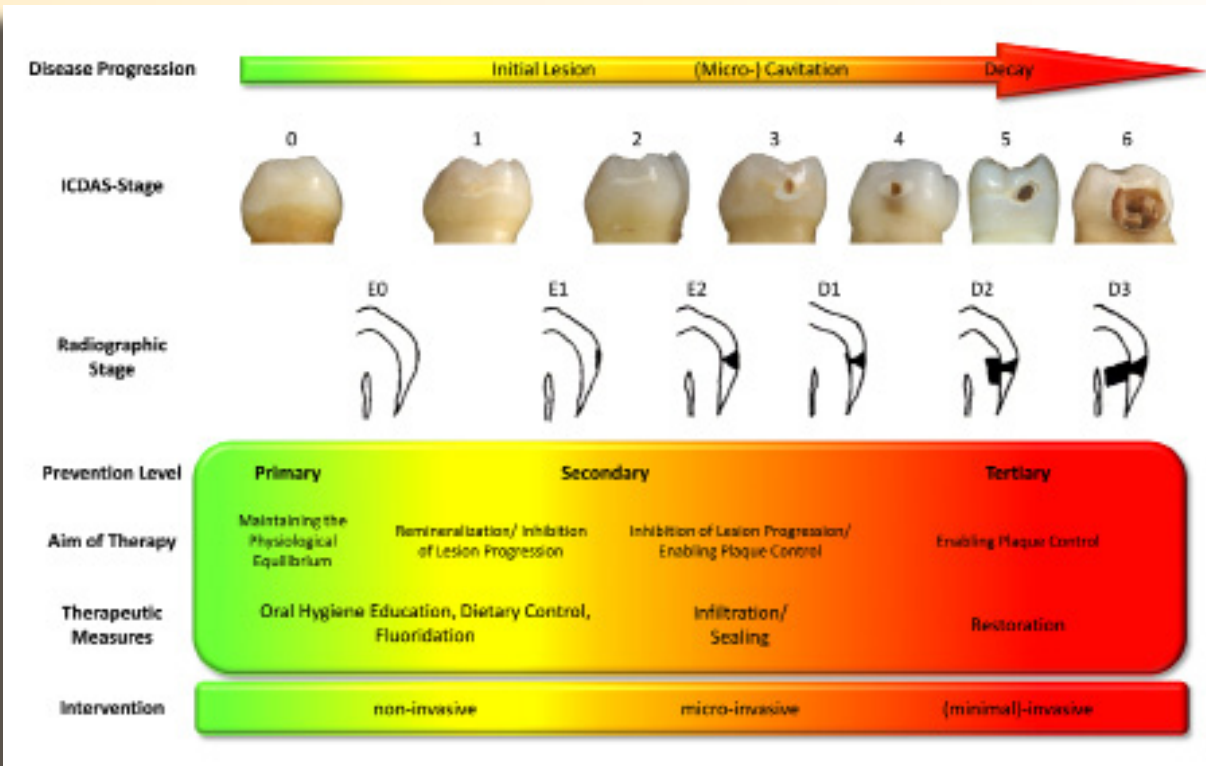 Disease Progression
Initial Lesion (Micro-) Cavitation Decay
0 1 2 3 4 5 6
ICDAS-Stage
E0 E1 E2 D1 D2 D3
Radiographic
Stage
Prevention Level
Primary Secondary Tertiary
Aim of Therapy
Maintaining the
Physiological
Equilibrium
Remineralization/ Inhibition
of Lesion Progression
Inhibition of Lesion Progression/
Enabling Plaque Control
Enabling Plaque Control
Therapeutic
Measures
Oral Hygiene Education, Dietary Control,
Fluoridation
Infiltration/
Sealing
Restoration
Intervention
non-invasive micro-invasive (minimal)-invasive